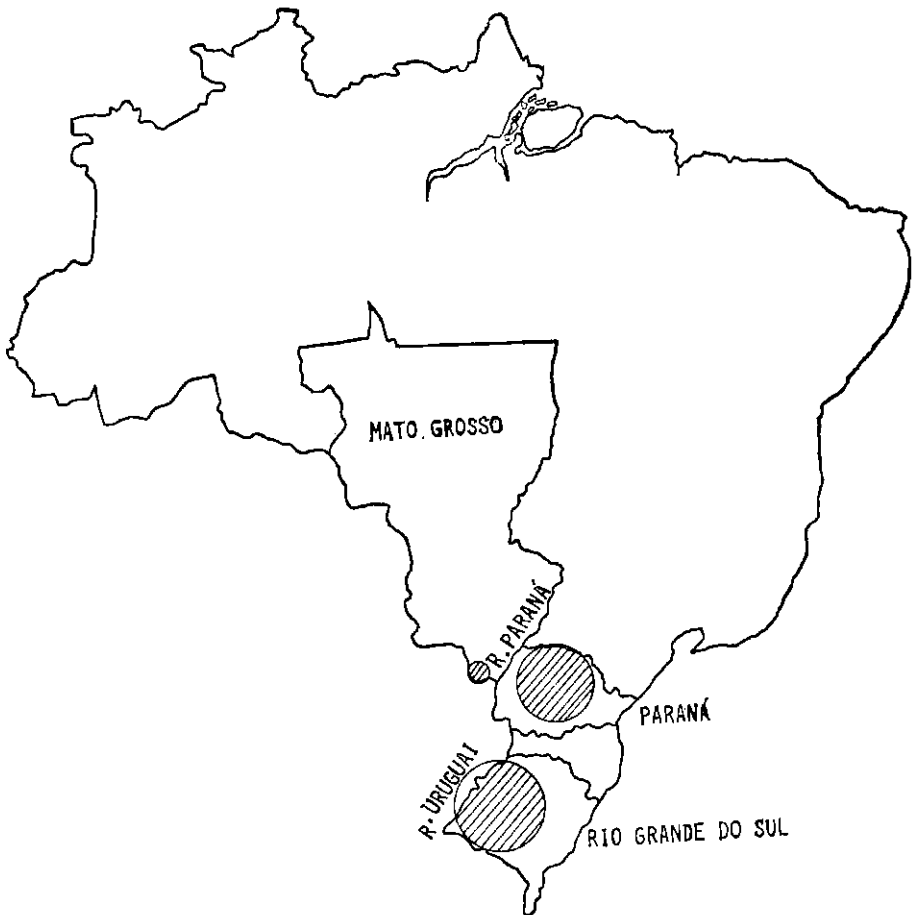 MATO. GROSSO
R. PARANÁ
PARANÁ
R. URUGUAI
RIO GRANDE DO SUL